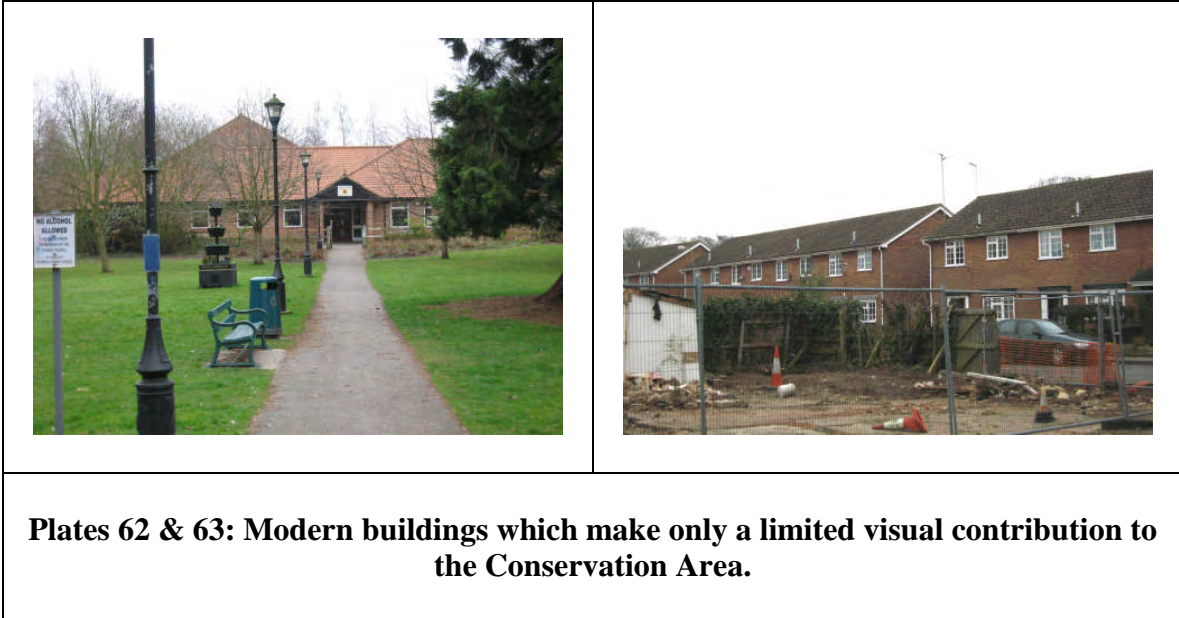 NO ALCOHOL
ALLOWED
Plates 62 & 63: Modern buildings which make only a limited visual contribution to
the Conservation Area.